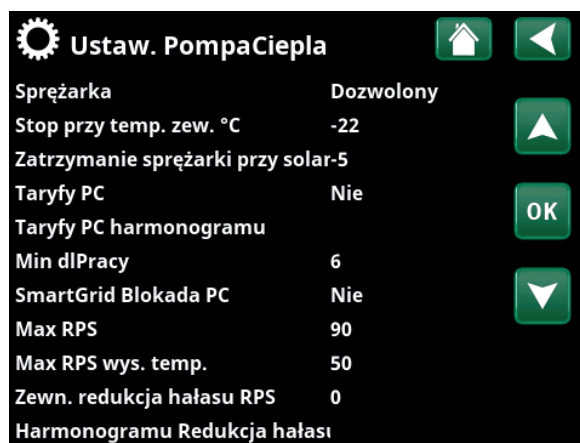 Ustaw. PompaCiepla
Sprężarka Dozwolony
Stop przy temp. zew. °C -22
Zatrzymanie sprężarki przy solar-5
Taryfy PC Nie
Taryfy PC harmonogramu
OK
Min dlPracy 6
SmartGrid Blokada PC Nie
Max RPS 90
Max RPS wys. temp. 50
Zewn. redukcja hałasu RPS 0
Harmonogramu Redukcja hałasu